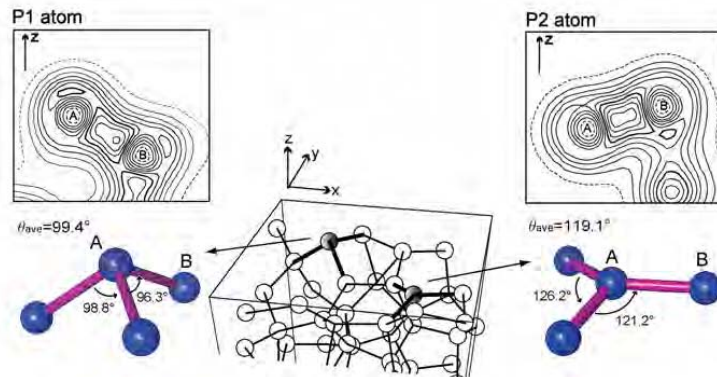 P1 atom
z
A
B
θave=99.4°
A
B
98.8°
96.3°
z
y
x
P2 atom
z
A
B
θave=119.1°
A
B
126.2°
121.2°